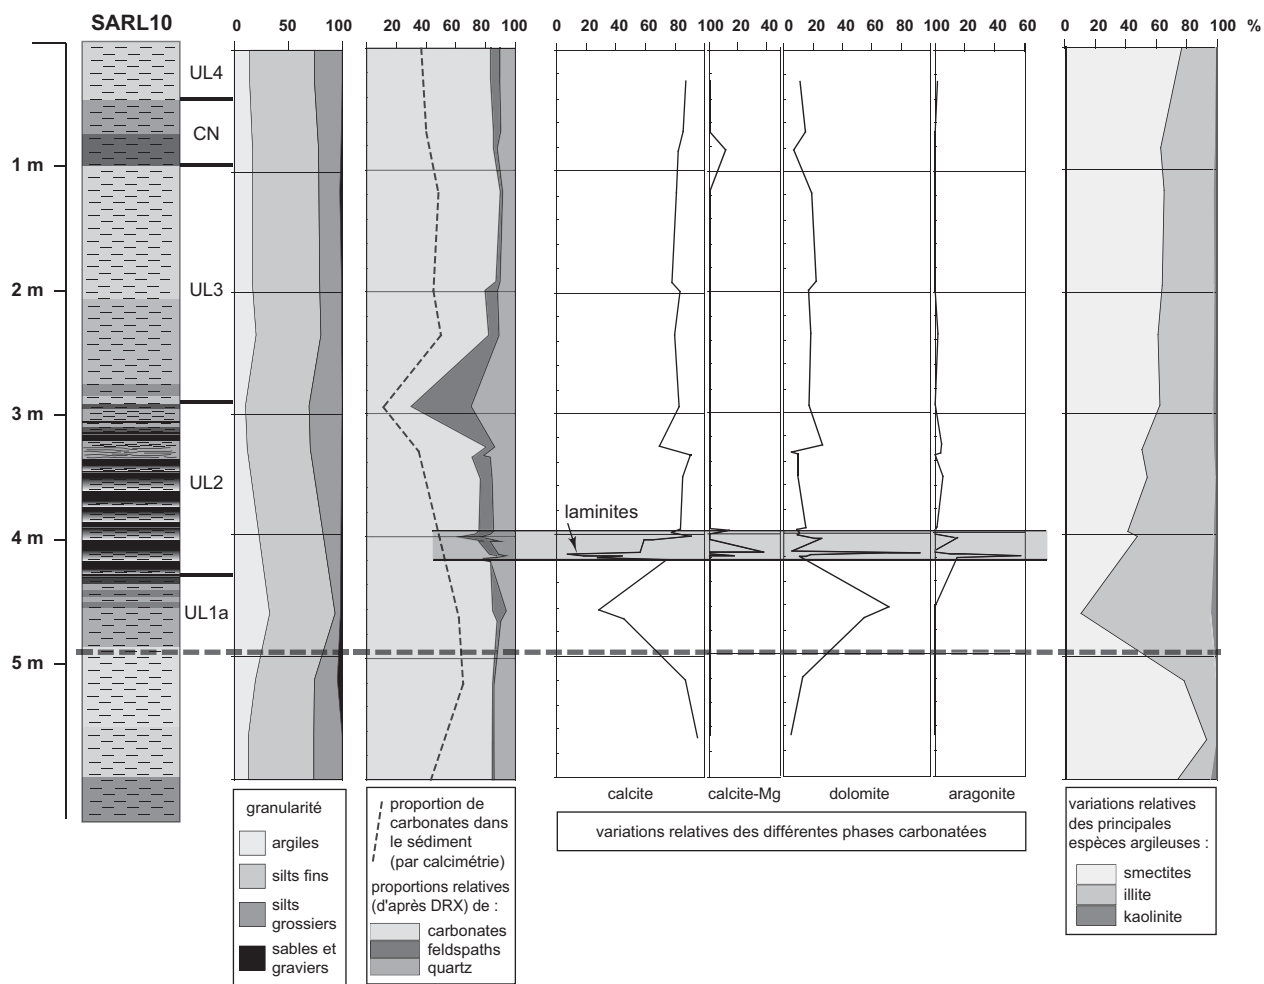 SARL10
0 50 100
20 40 60 80 100
0 20 40 60 80 100 20 40 0 20 40 60 80 100 20 40 60
0 20 40 60 80 100 %
UL4
CN
1 m
UL3
2 m
3 m
UL2
laminites
4 m
UL1a
5 m
calcite
calcite-Mg
dolomite
aragonite
variations relatives des différentes phases carbonatées
granularité
argiles
silts fins
silts
grossiers
sables et
graviers
proportion de
carbonates dans
le sédiment
(par calcimétrie)
proportions relatives
(d'après DRX) de :
carbonates
feldspaths
quartz
variations relatives
des principales
espèces argileuses :
smectites
illite
kaolinite